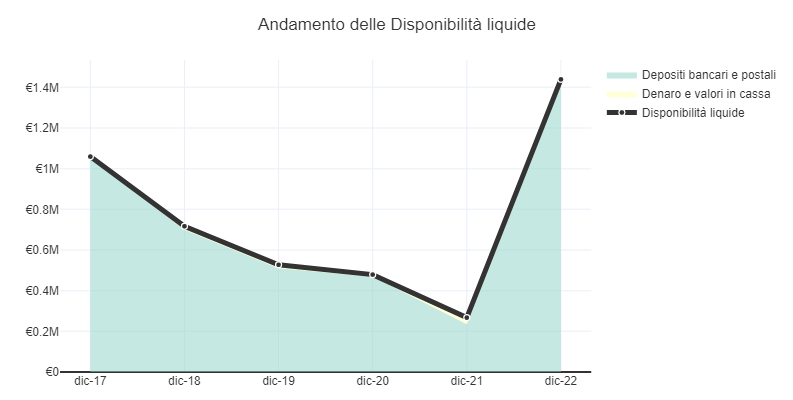 Andamento delle Disponibilità liquide
€1.4M
€1.2M
€1M
€0.8M
€0.6M
€0.4M
€0.2M
€0
dic-17 dic-18 dic-19 dic-20 dic-21 dic-22
Depositi bancari e postali
Denaro e valori in cassa
Disponibilità liquide